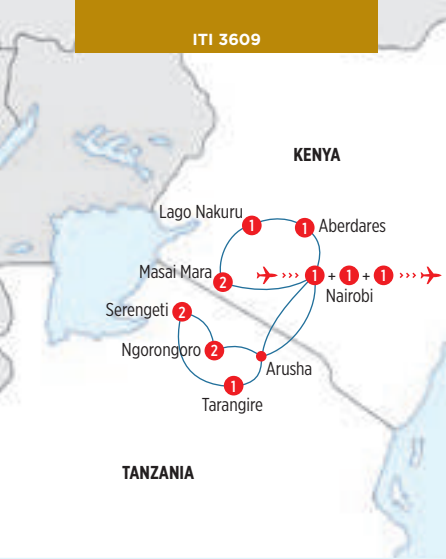 ITI 3609
KENYA
Lago Nakuru
1
1
Aberdares
Masai Mara
2
1 + 1 + 1
Nairobi
Serengeti
2
Ngorongoro
2
Arusha
1
Tarangire
TANZANIA